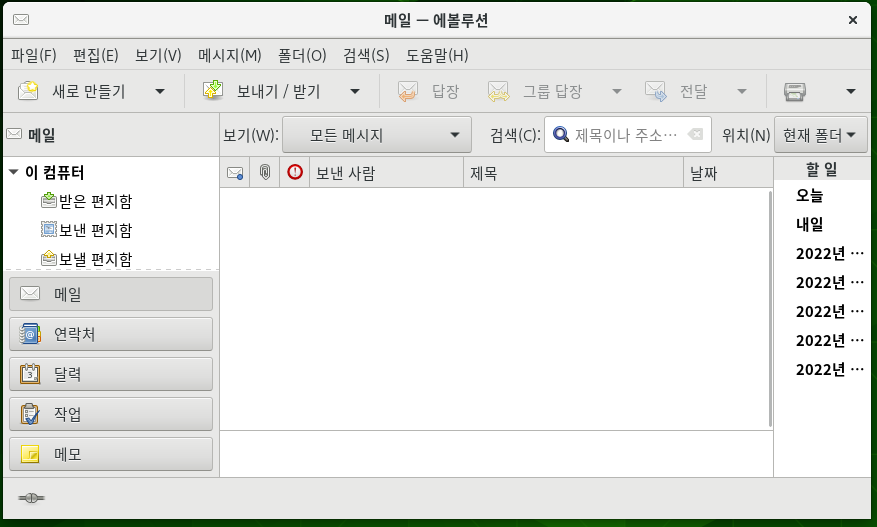 메일 — 에볼루션
파일(F) 편집(E) 보기(V) 메시지(M) 폴더(O) 검색(S) 도움말(H)
새로 만들기 보내기 / 받기 답장 그룹 답장 전달
메일 보기(W): 모든 메시지 검색(C): 제목이나 주소… 위치(N) 현재 폴더
이 컴퓨터
받은 편지함
보낸 편지함
보낼 편지함
메일
연락처
달력
3
작업
메모
보낸 사람 제목 날짜
할 일
오늘
내일
2022년 …
2022년 …
2022년 …
2022년 …
2022년 …